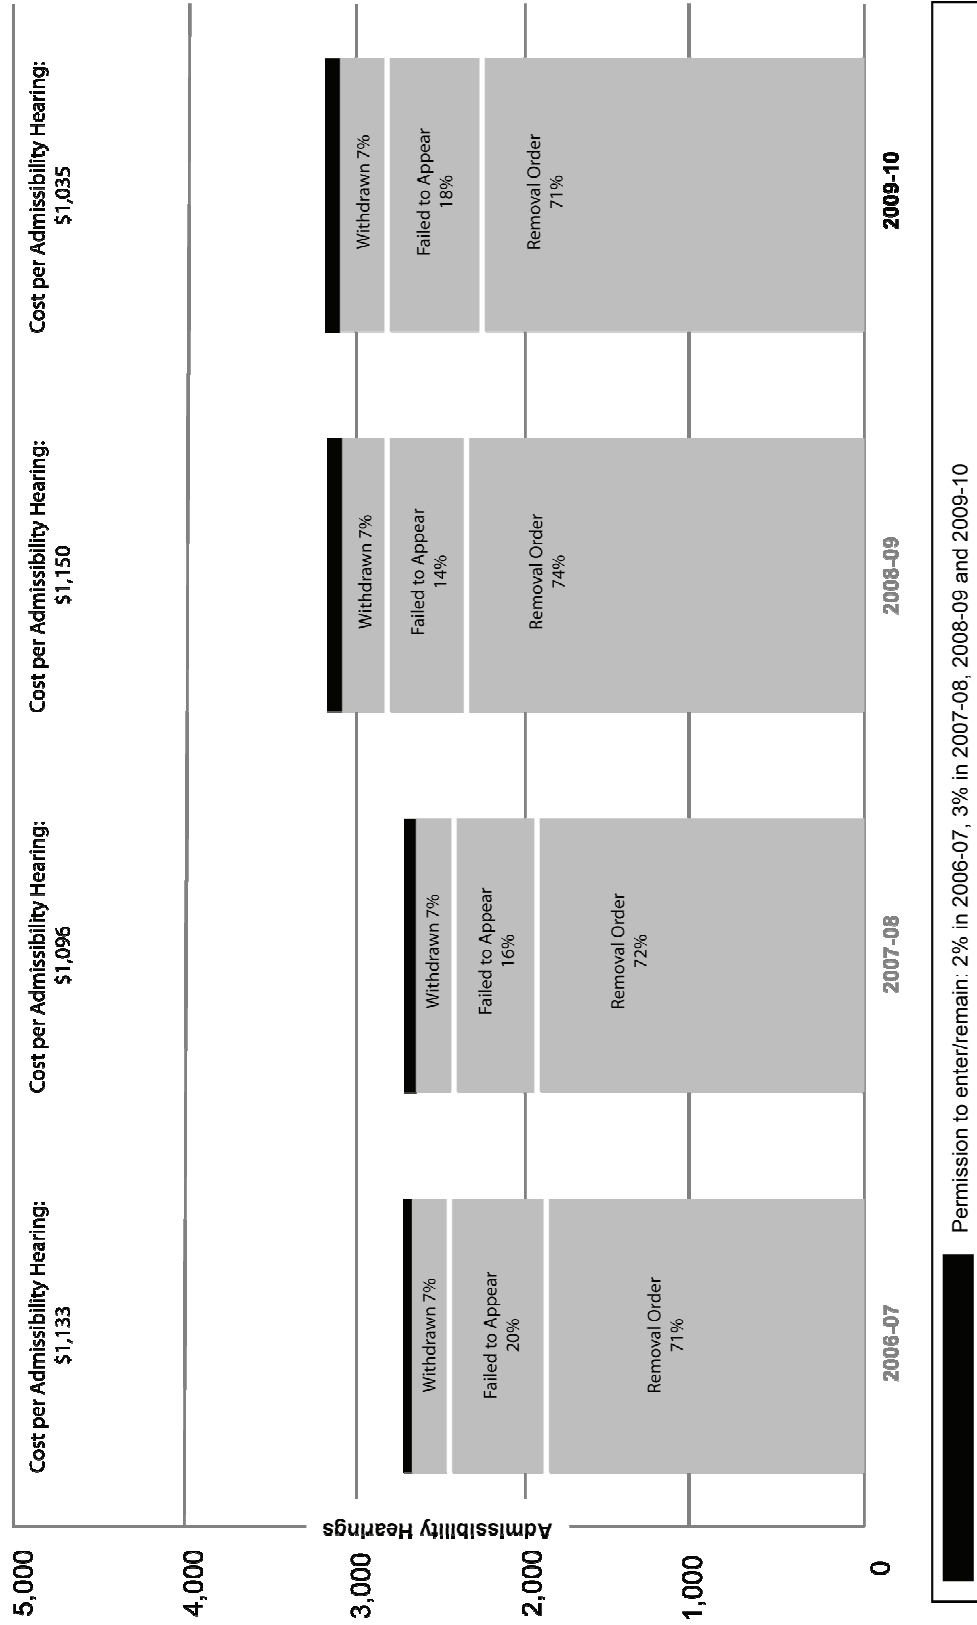 5,000
4,000
3,000
2,000
1,000
0
Admissibility Hearings
Cost per Admissibility Hearing:
$1,133
Cost per Admissibility Hearing:
$1,096
Cost per Admissibility Hearing:
$1,150
Cost per Admissibility Hearing:
$1,035
Withdrawn 7%
Failed to Appear
20%
Removal Order
71%
Withdrawn 7%
Failed to Appear
16%
Removal Order
72%
Withdrawn 7%
Failed to Appear
14%
Removal Order
74%
Withdrawn 7%
Failed to Appear
18%
Removal Order
71%
2006-07
2007-08
2008-09
2009-10
Permission to enter/remain: 2% in 2006-07, 3% in 2007-08, 2008-09 and 2009-10